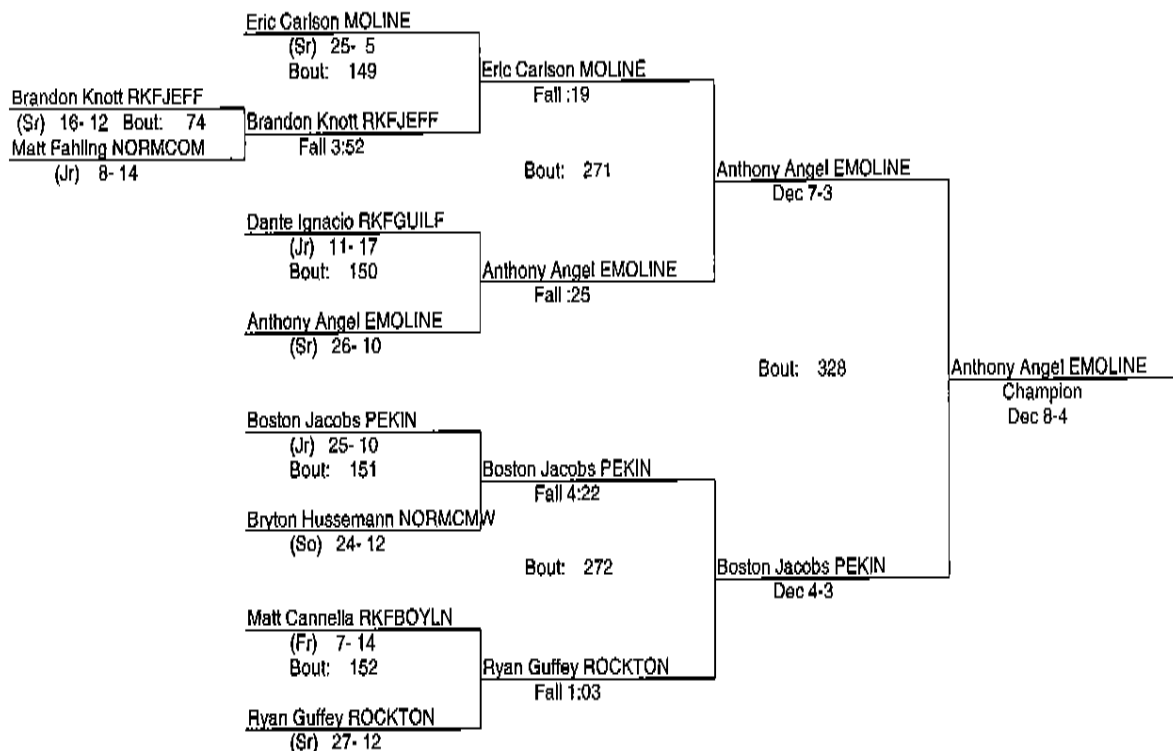 Eric Carlson MOLINE
(Sr) 25- 5
Bout: 149
Eric Carlson MOLINE
Fall :19
Brandon Knott RKFJEFF
(Sr) 16- 12 Bout: 74
Matt Fahling NORMCOM
(Jr) 8- 14
Brandon Knott RKFJEFF
Fall 3:52
Bout: 271
Anthony Angel EMOLINE
Dec 7-3
Dante Ignacio RKFGUILF
(Jr) 11- 17
Bout: 150
Anthony Angel EMOLINE
Fall :25
Anthony Angel EMOLINE
(Sr) 26- 10
Bout: 328
Anthony Angel EMOLINE
Champion
Dec 8-4
Boston Jacobs PEKIN
(Jr) 25- 10
Bout: 151
Boston Jacobs PEKIN
Fall 4:22
Bryton Hussemann NORMCMW
(So) 24- 12
Bout: 272
Boston Jacobs PEKIN
Dec 4-3
Matt Cannella RKFBOYLN
(Fr) 7- 14
Bout: 152
Ryan Guffey ROCKTON
Fall 1:03
Ryan Guffey ROCKTON
(Sr) 27- 12